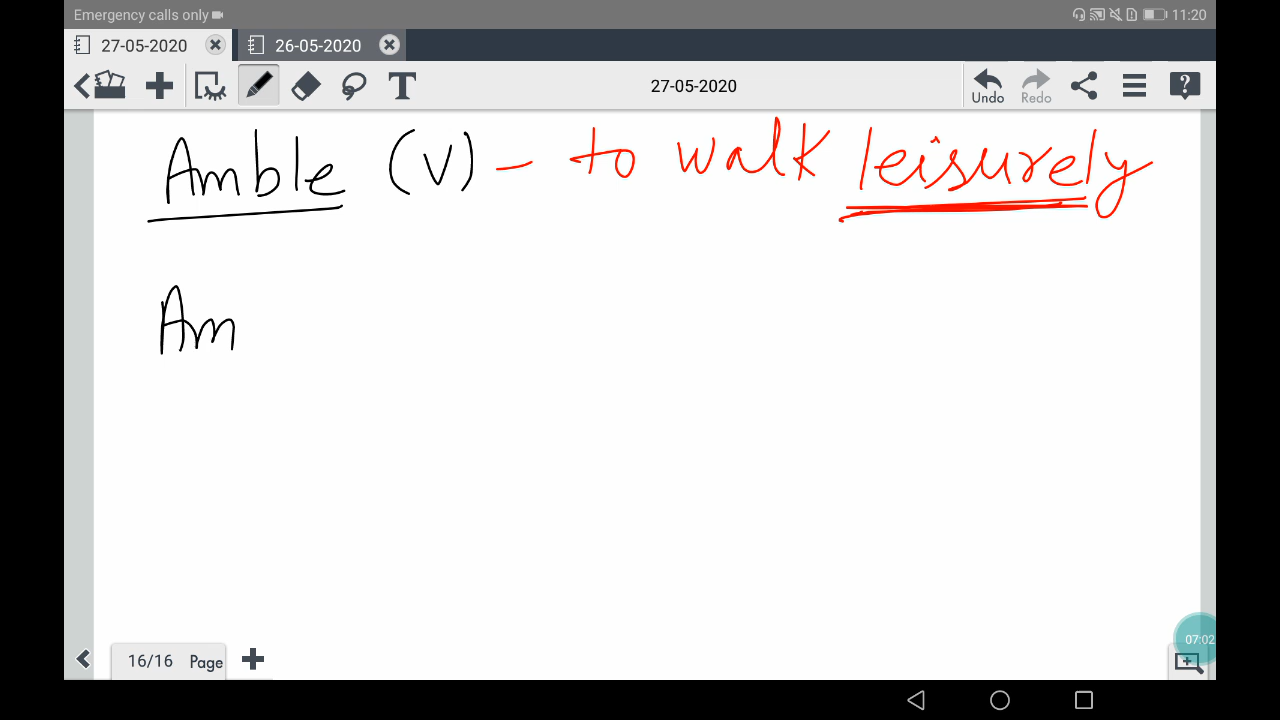 Emergency calls only 11:20
27-05-2020 26-05-2020
T 27-05-2020 Undo Redo ?
Amble (v) – to walk leisurely
Am
07:02
16/16 Page